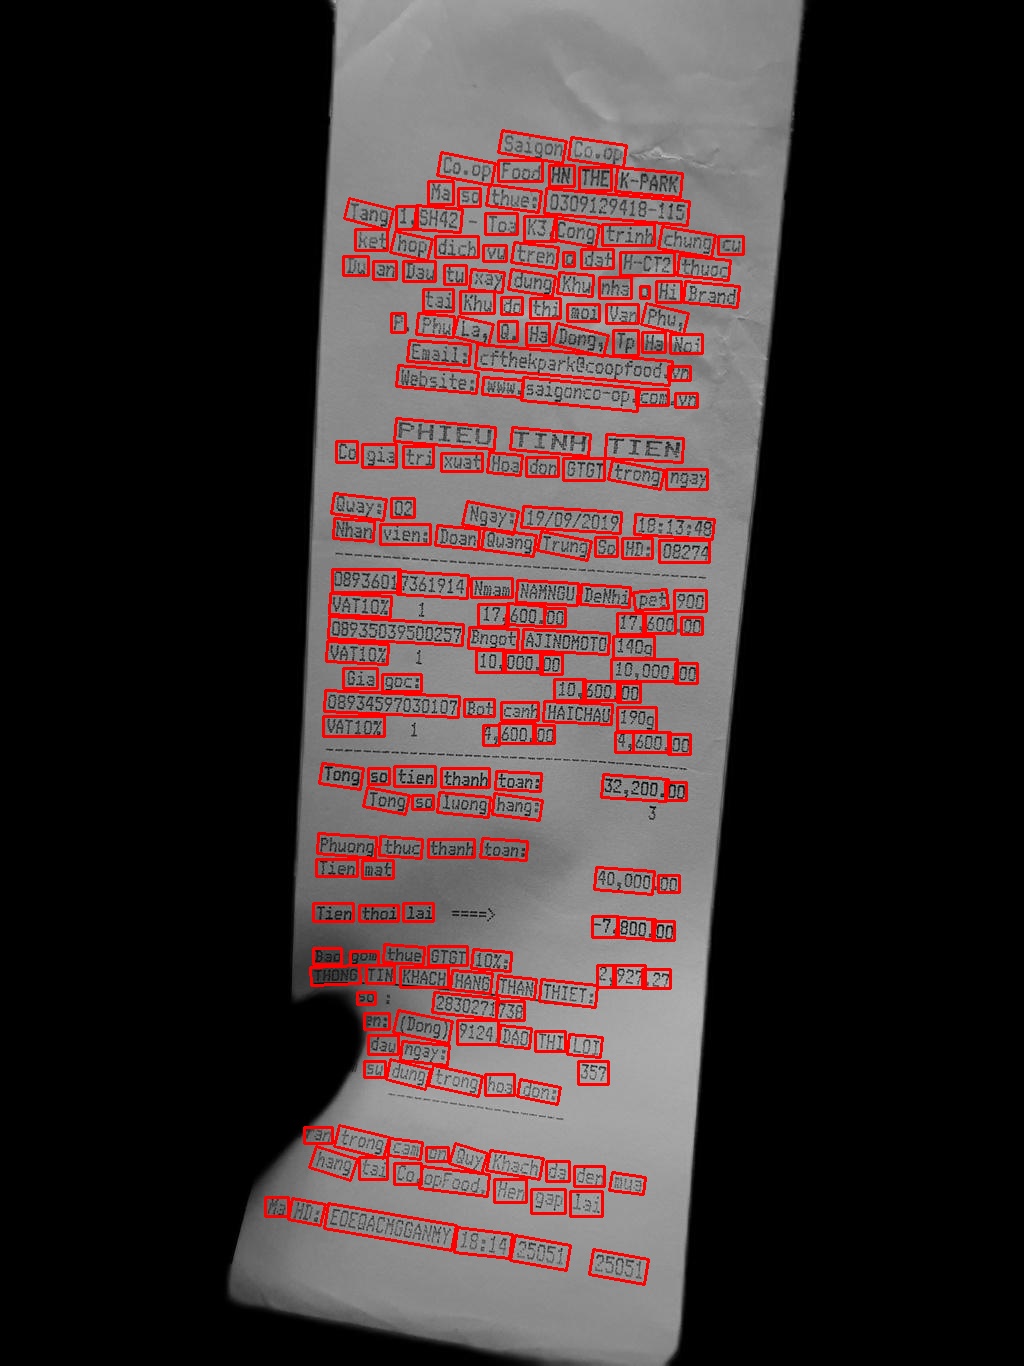 Saigon Co.op
Co.op Food HN THE K-PARK
Ma so thue: 0309129418-115
Tang 1,SH42 - Toa K3,Cong trinh chung cu
ket hop dich vu tren o dat H-CT2 thuoc
Du an Dau tu xay dung Khu nha o Hi Brand
tai Khu do thi moi Van Phu,
P. Phu La, Q. Ha Dong, Tp Ha Noi
Email: cfthekpark@coopfood.vn
Website: www.saigonco-op.com.vn
PHIEU TINH TIEN
Co gia tri xuat Hoa don GTGT trong ngay
Quay: 02 Ngay: 19/09/2019 18:13:48
Nhan vien: Doan Quang Trung So HD: 08274
08936017361914 Nmam NAMNGU DeNhi pet 900
VAT10% 1 17,600.00 17,600.00
08935039500257 Bngot AJINOMOTO 140g
VAT10% 1 10,000.00 10,000.00
Gia goc: 10,600.00
08934597030107 Bot canh HAICHAU 190g
VAT10% 1 4,600.00 4,600.00
Tong so tien thanh toan: 32,200.00
Tong so luong hang: 3
Phuong thuc thanh toan:
Tien mat 40,000.00
Tien thoi lai ====> -7,800.00
Bao gom thue GTGT 10%: 2,927.27
THONG TIN KHACH HANG THAN THIET:
so : 2830271738
en: (Dong) 9124 DAO THI LOI
dau ngay: 357
su dung trong hoa don:
ran trong cam on Quy Khach da den mua
hang tai Co.opFood. Hen gap lai
Ma HD: EOEQACMGGANMY 18:14 25051 25051